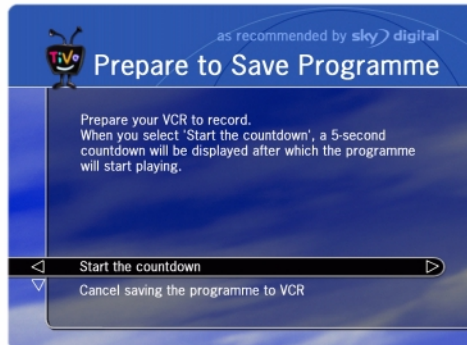 as recommended by sky digital
TiVo
Prepare to Save Programme
Prepare your VCR to record.
When you select 'Start the countdown', a 5-second
countdown will be displayed after which the programme
will start playing.
Start the countdown
Cancel saving the programme to VCR